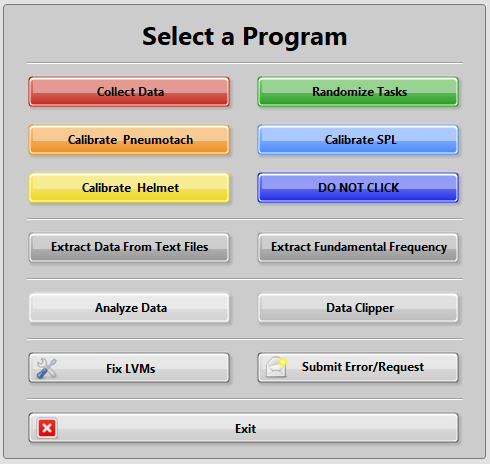 Select a Program
Collect Data
Randomize Tasks
Calibrate Pneumotach
Calibrate SPL
Calibrate Helmet
DO NOT CLICK
Extract Data From Text Files
Extract Fundamental Frequency
Analyze Data
Data Clipper
Fix LVMs
Submit Error/Request
Exit